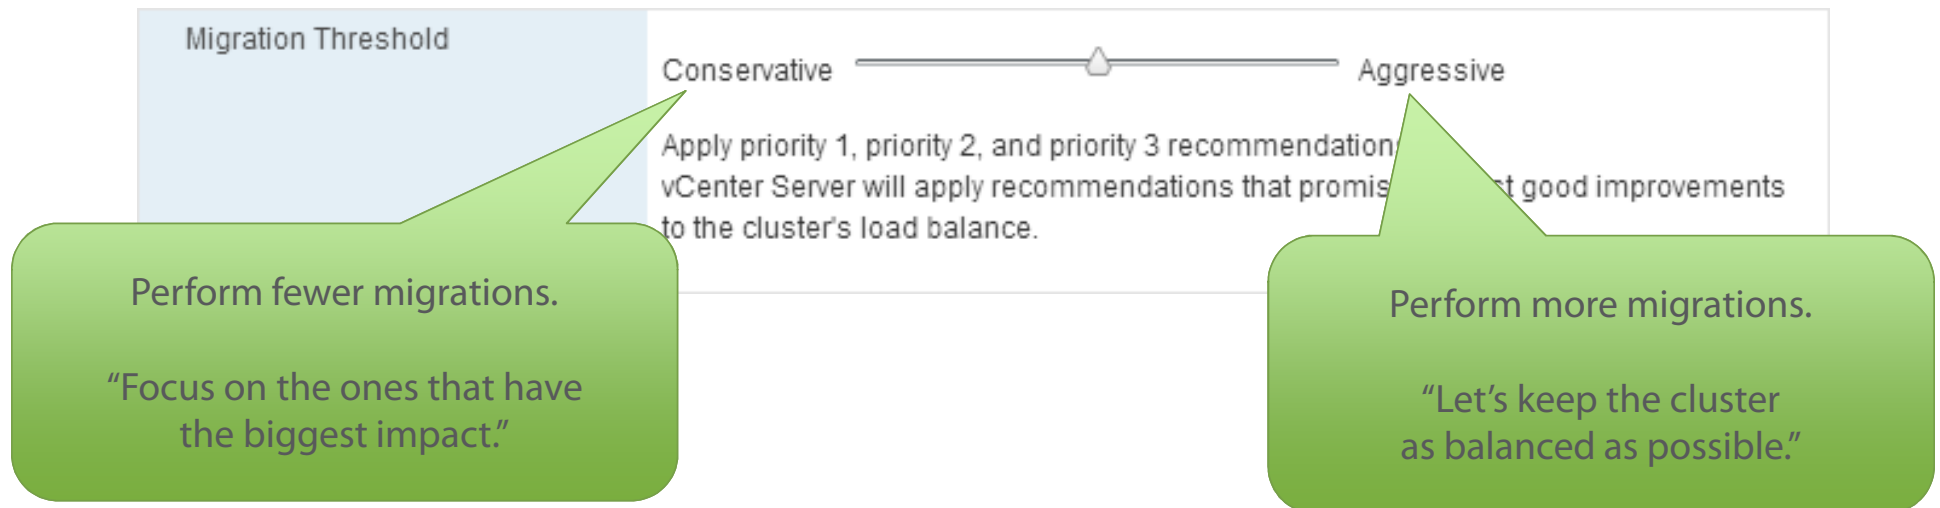 Migration Threshold
Conservative
Aggressive
Apply priority 1, priority 2, and priority 3 recommendation
vCenter Server will apply recommendations that good improvements
to the cluster's load balance.
Perform fewer migrations.
“Focus on the ones that have
the biggest impact.”
Perform more migrations.
“Let’s keep the cluster
as balanced as possible.”